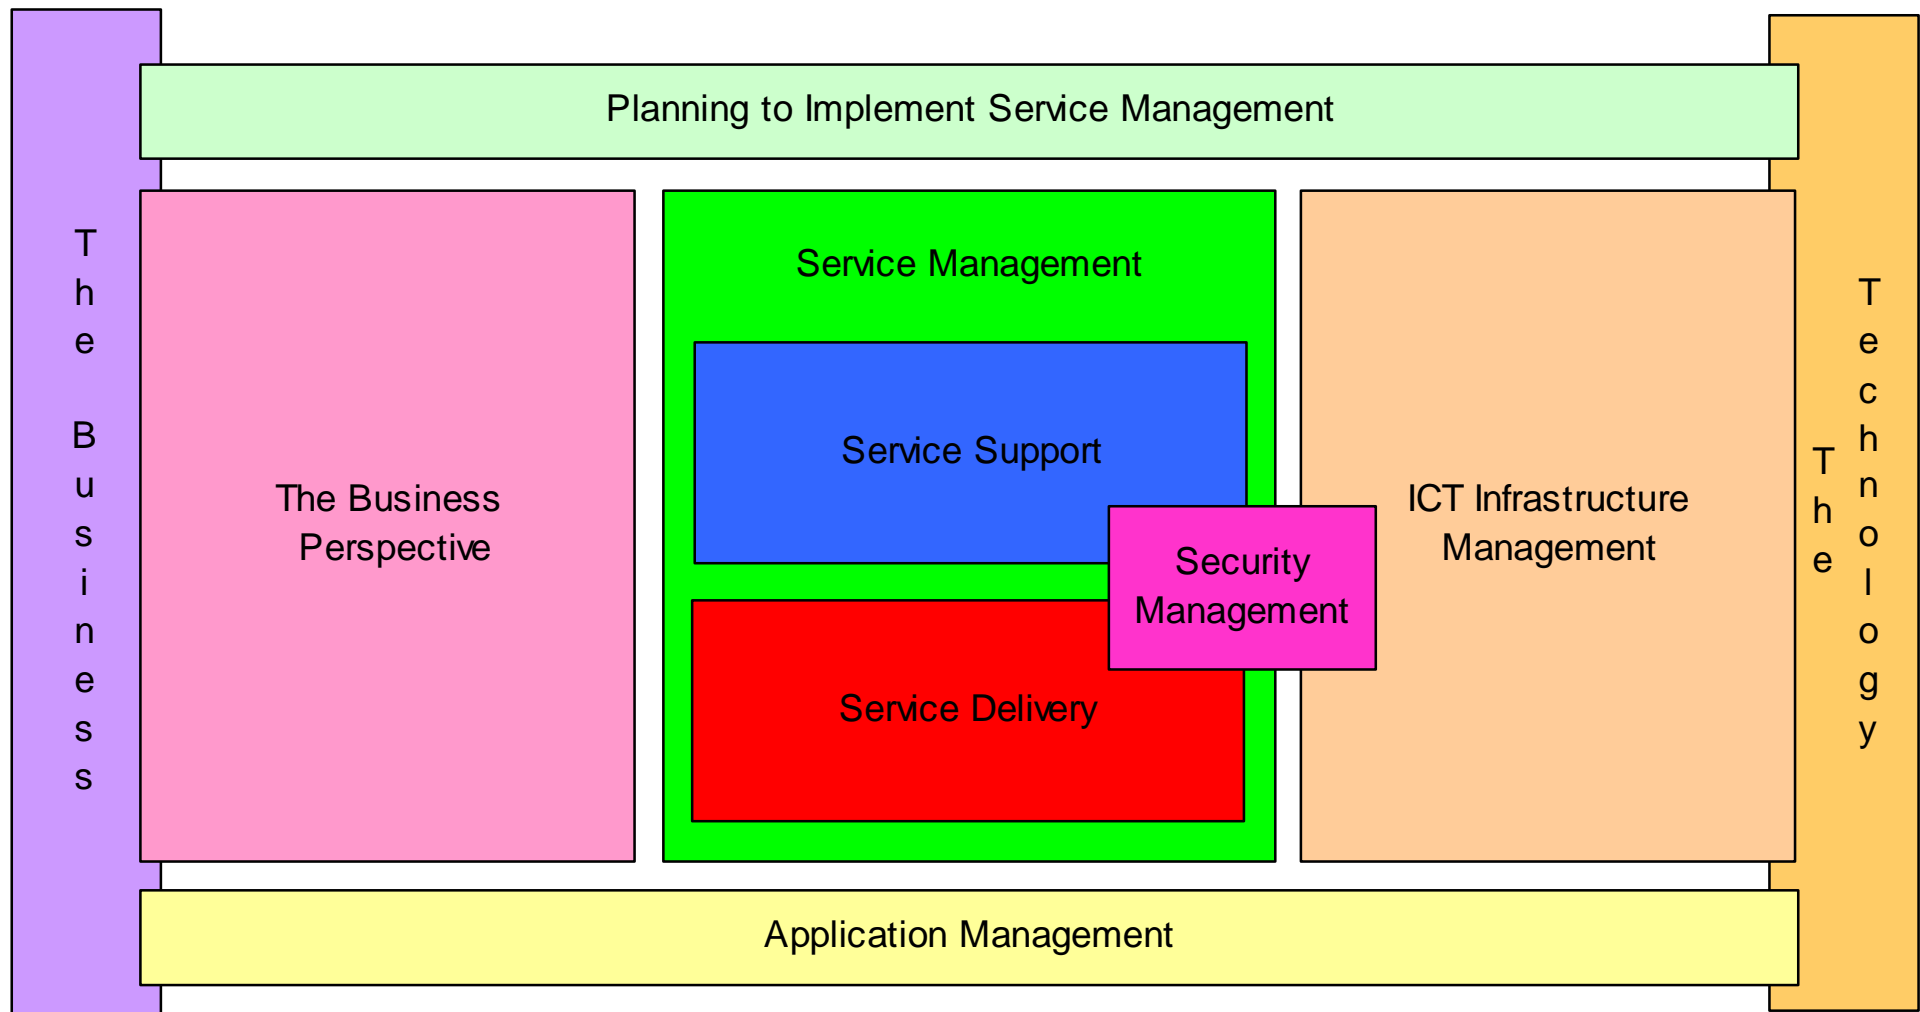 Planning to Implement Service Management
The Business
The Business
Perspective
Service Management
Service Support
Service Delivery
Security
Management
ICT Infrastructure
Management
The
Technology
Application Management